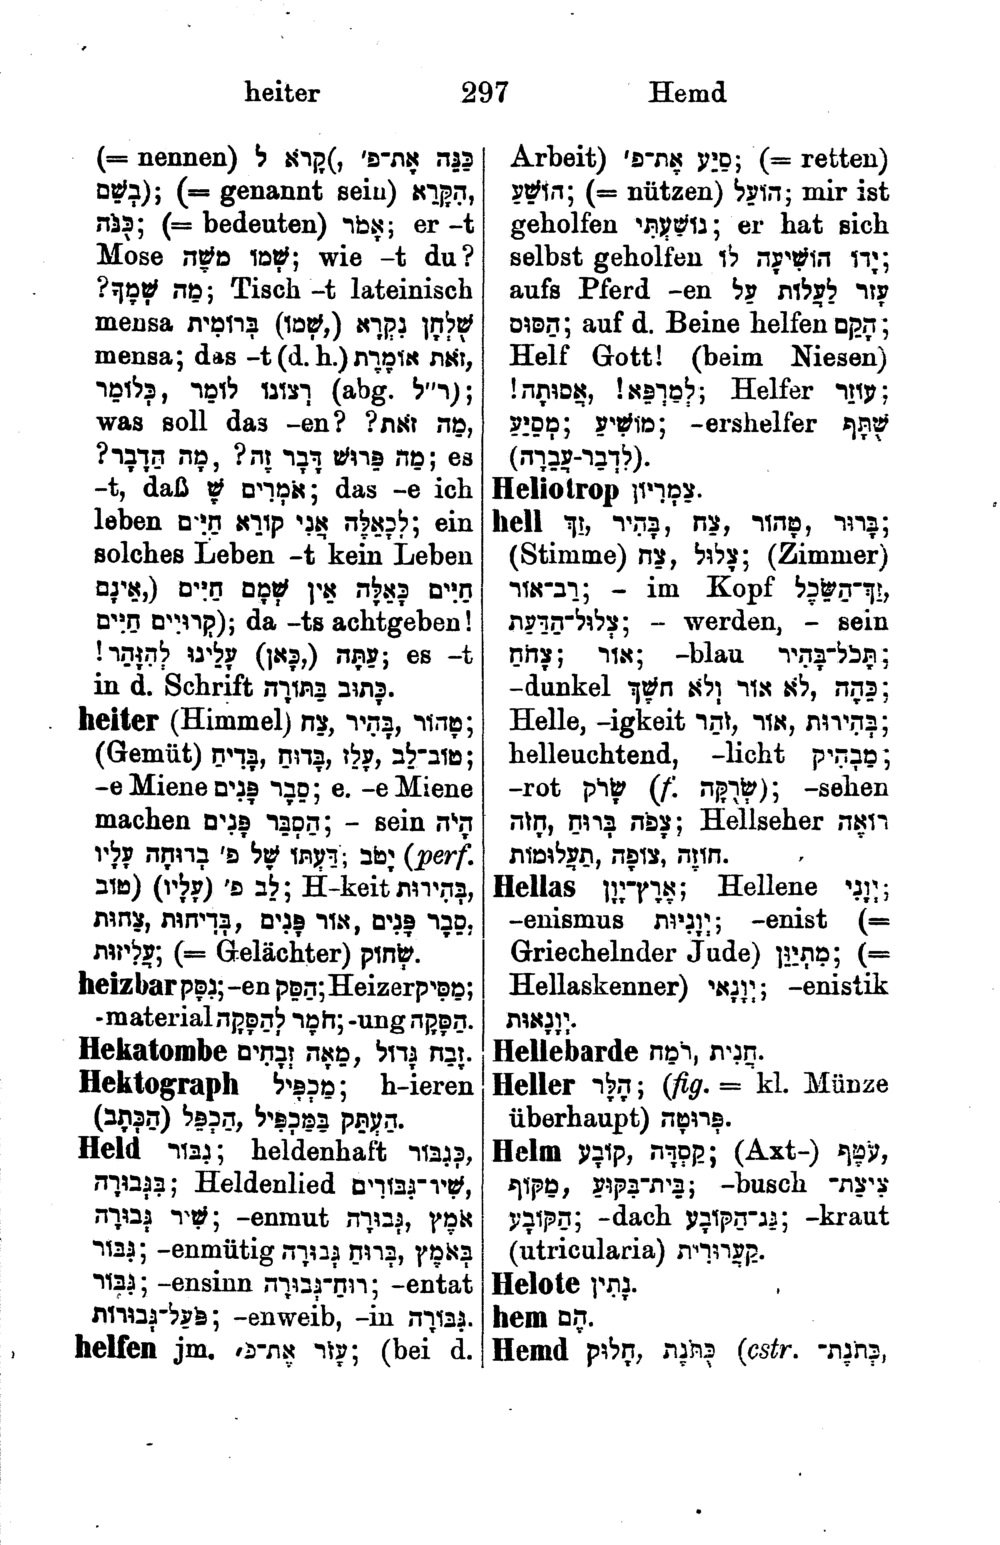 heiter 297 Hemd
(= nennen) כַּנֵּה אֶת־פ', (קָרֹא ל
בְּשֵׁם); (= genannt sein) הִקָּרֵא,
כֻּנֹּה; (= bedeuten) אָמֹר; er -t
Mose שְׁמוֹ משֶׁה; wie -t du?
מַה שְּׁמֶךָ?; Tisch -t lateinisch
mensa שֻׁלְחָן נִקְרָא (שְׁמוֹ,) בְּרוֹמִית
mensa; das -t (d. h.) זֹאת אוֹמֶרֶת,
רְצוֹנוֹ לוֹמַר, כְּלוֹמַר (abg. ר"ל);
was soll das -en? מַה זֹּאת?,
מַה פֵּרוּשׁ דָּבָר זֶה?, מָה הַדָּבָר?; es
-t, daß אֹמְרִים שֶׁ; das -e ich
leben לְכָאֵלֶּה אֲנִי קוֹרֵא חַיִּים; ein
solches Leben -t kein Leben
חַיִּים כָּאֵלֶּה אֵין שְׁמָם חַיִּים (אֵינָם,
קְרוּיִים חַיִּים); da -ts achtgeben!
עַתָּה (כָּאן,) עָלֵינוּ לְהִזָּהֵר!; es -t
in d. Schrift כָּתוּב בַּתּוֹרָה.
heiter (Himmel) טָהוֹר, בָּהִיר, צַח;
(Gemüt) טוֹב־לֵב, עָלֵז, בָּדוּחַ, בָּדִיחַ;
-e Miene סֵבֶר פָּנִים; e. -e Miene
machen הַסְבֵּר פָּנִים; - sein הָיֹה
דַּעְתּוֹ שֶׁל פ' בְּרוּחָה עָלָיו; יָטֹב (perf.
טוֹב) לֵב פ' (עָלָיו); H-keit בְּהִירוּת,
סֵבֶר פָּנִים, אוֹר פָּנִים, בְּדִיחוּת, צַחוּת,
עַלִּיזוּת; (= Gelächter) שְׂחוֹק.
heizbar נִסָּק; -en הַסֵּק; Heizer מַסִּיק;
-material חֹמֶר לְהַסָּקָה; -ung הַסָּקָה.
Hekatombe זֶבַח גָּדוֹל, מֵאָה זְבָחִים.
Hektograph מַכְפִּיל; h-ieren
הַעְתֵּק בְּמַכְפִּיל, הַכְפֵּל (הַכְּתָב).
Held גִּבּוֹר; heldenhaft כְּגִבּוֹר,
בִּגְבוּרָה; Heldenlied שִׁיר־גִּבּוֹרִים,
שִׁיר גְּבוּרָה; -enmut גְּבוּרָה, אֹמֶץ
גִּבּוֹר; -enmütig בְּרוּחַ גְּבוּרָה, בְּאֹמֶץ
גִּבּוֹר; -ensinn רוּחַ־גְּבוּרָה; -entat
פֹּעַל־גְּבוּרוֹת; -enweib, -in גִּבּוֹרָה.
helfen jm. עָזֹר אֶת־פ'; (bei d.
Arbeit) סַיַּע אֶת־פ'; (= retten)
הוֹשֵׁעַ; (= nützen) הוֹעֵל; mir ist
geholfen נוֹשַׁעְתִּי; er hat sich
selbst geholfen יָדוֹ הוֹשִׁיעָה לּוֹ;
aufs Pferd -en עָזֹר לַעֲלוֹת עַל
הַסּוּס; auf d. Beine helfen הָקֵם;
Helf Gott! (beim Niesen)
אֲסוּתָה!, לְמַרְפֵּא!; Helfer עוֹזֵר;
מוֹשִׁיעַ; מְסַיֵּעַ; -ershelfer שֻׁתָּף
(לִדְבַר-עֲבֵרָה).
Heliotrop צִמְרִיּוֹן.
hell בָּרוּר, טָהוֹר, צַח, בָּהִיר, זַךְ;
(Stimme) צָלוּל, צַח; (Zimmer)
רַב־אוֹר; - im Kopf זַךְ־הַשֵּׂכֶל,
צְלוּל־הַדַּעַת; - werden, - sein
אוֹר; צָחֹחַ; -blau תָּכֹל־בָּהִיר;
-dunkel כֵּהֶה, לֹא אוֹר וְלֹא חֹשֶׁךְ;
Helle, -igkeit בְּהִירוּת, אוֹר, זֹהַר;
helleuchtend, -licht מַבְהִיק;
-rot שָׂרֹק (f. שְׂרֻקָּה); -sehen
צָפֹה בְרוּחַ, חָזֹה; Hellseher רוֹאֶה
תַעֲלוּמוֹת, צוֹפֶה, חוֹזֶה.
Hellas אֶרֶץ־יָוָן; Hellene יְוָנִי;
-enismus יְוָנִיּוּת; -enist (=
Griechelnder Jude) מִתְיַוֵּן; (=
Hellaskenner) יְוָנַאי; -enistik
יְוָנָאוּת.
Hellebarde חֲנִית, רֹמַח.
Heller הֶלֶר; (fig. = kl. Münze
überhaupt) פְּרוּטָה.
Helm קוֹבַע, קַסְדָּה; (Axt-) עֹטֶף,
מַקּוֹף, בֵּית־בִּקּוּעַ; -busch צִיצַת־
הַקּוֹבַע; -dach גַּג־הַקּוֹבַע; -kraut
(utricularia) קַעֲרוּרִית.
Helote נָתִין.
hem הֶם.
Hemd חָלוּק, כֻּתֹּנֶת (cstr. כְּתֹנֶת־,